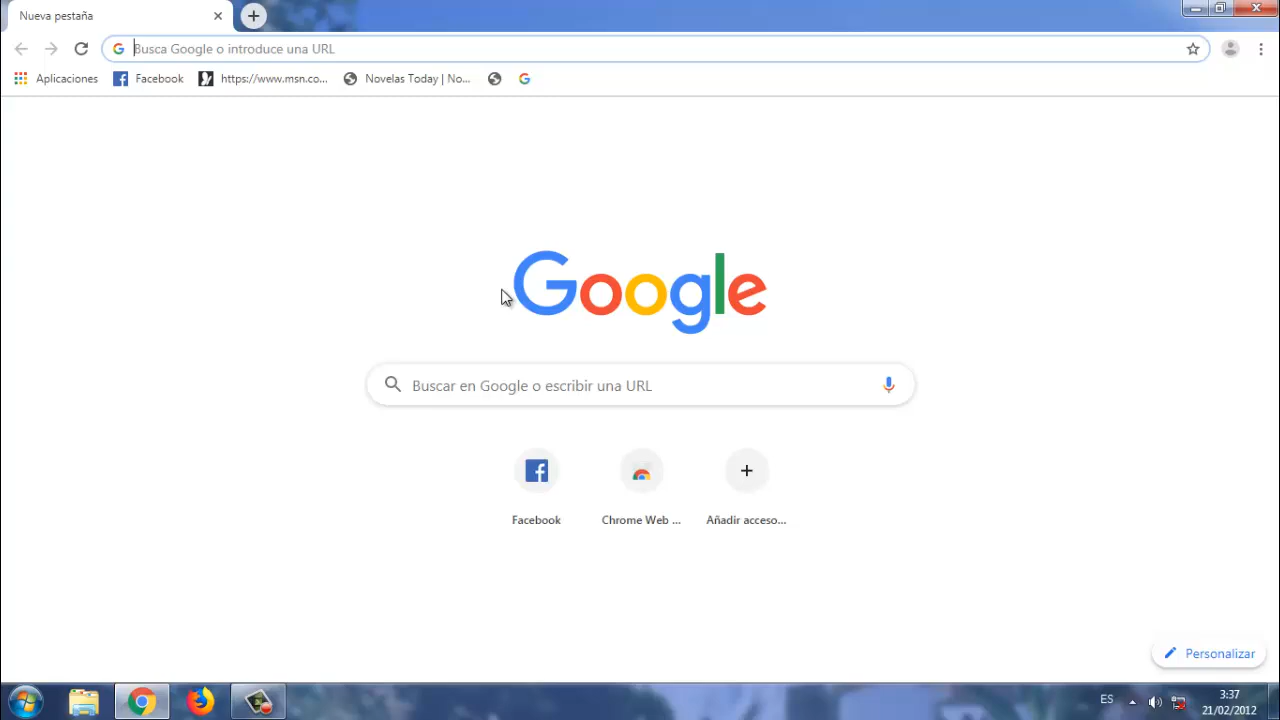 Nueva pestaña
Busca Google o introduce una URL
Aplicaciones
Facebook
https://www.msn.co...
Novelas Today | No...
Google
Buscar en Google o escribir una URL
Facebook
Chrome Web ...
Añadir acceso...
Personalizar
ES
3:37
21/02/2012